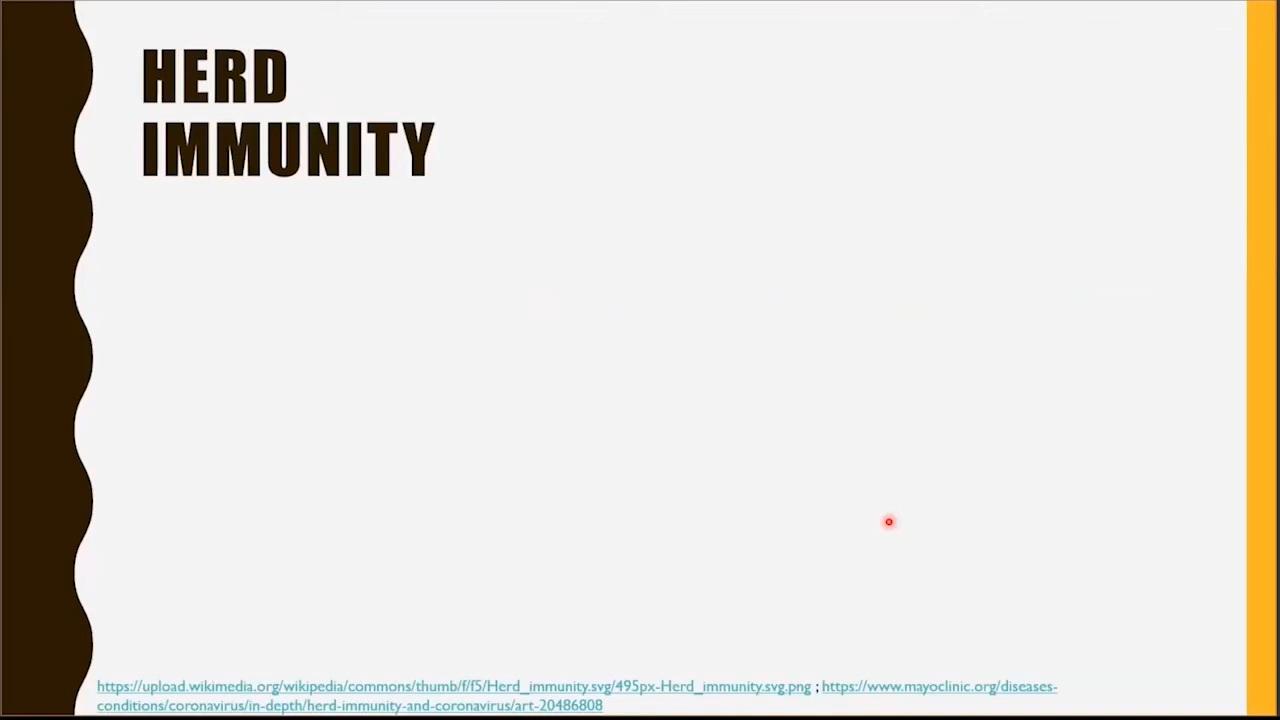 HERD
IMMUNITY
https://upload.wikimedia.org/wikipedia/commons/thumb/f/f5/Herd_immunity.svg/495px-Herd_immunity.svg.png ; https://www.mayoclinic.org/diseases-
conditions/coronavirus/in-depth/herd-immunity-and-coronavirus/art-20486808